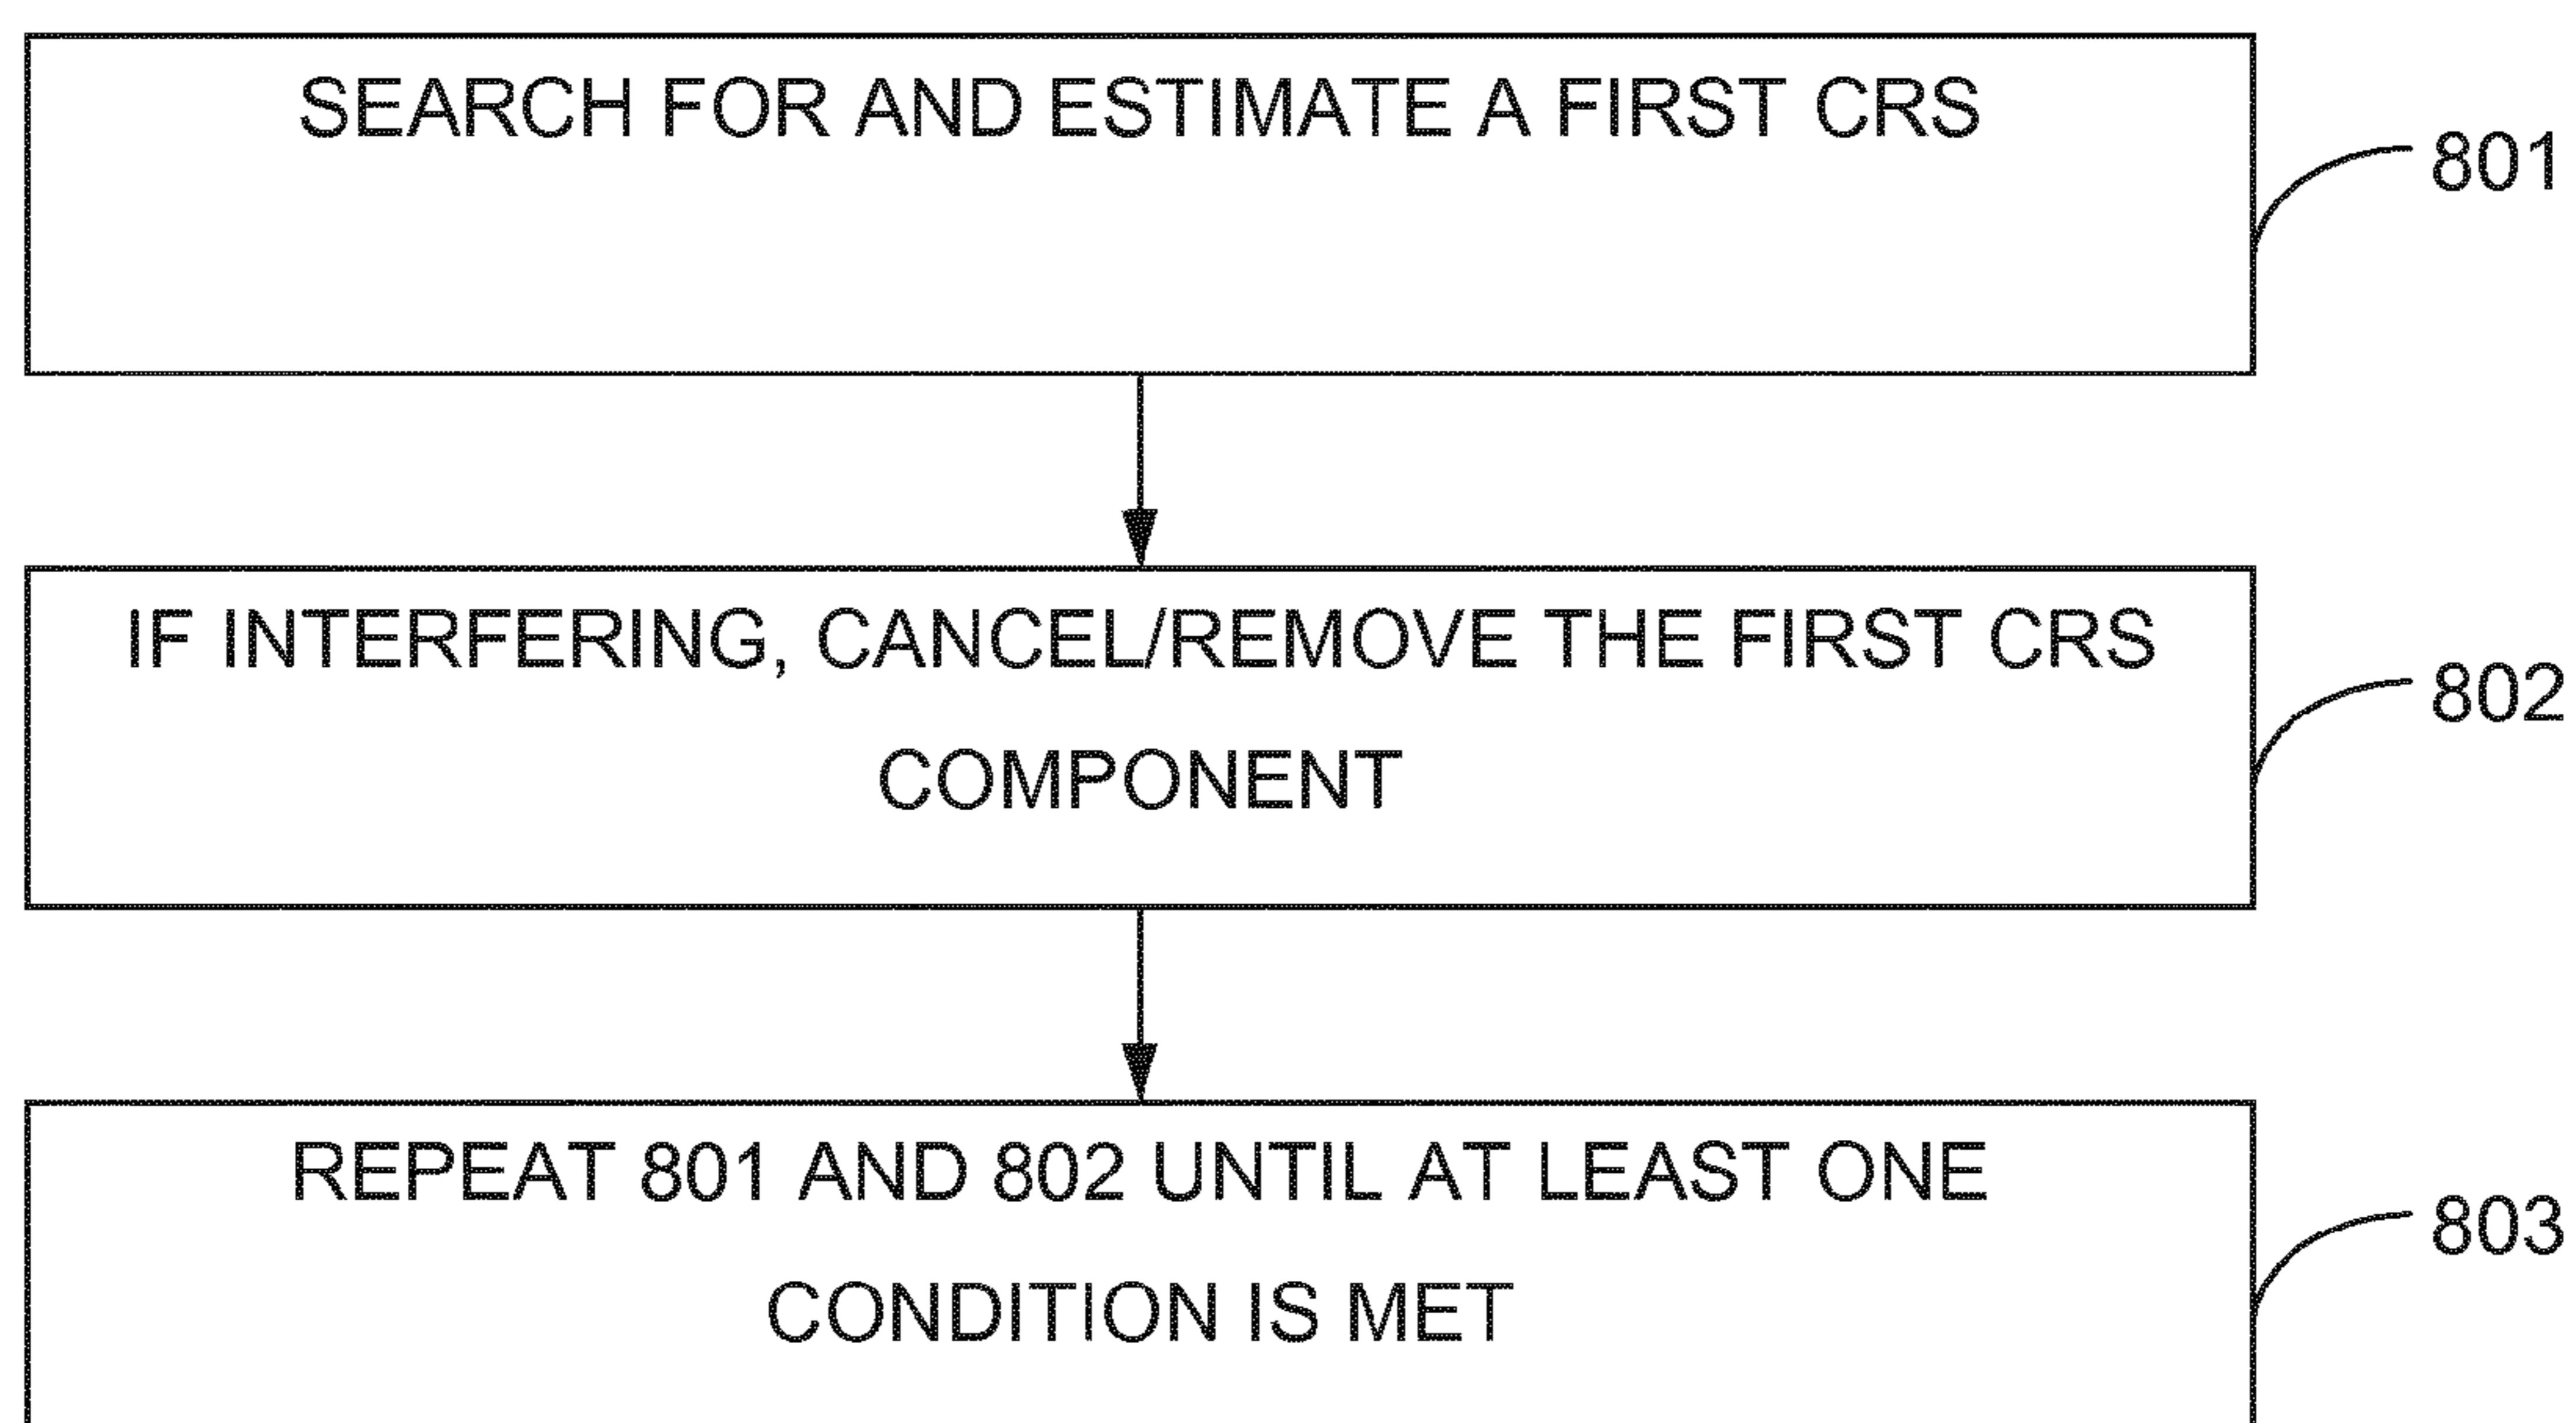 SEARCH FOR AND ESTIMATE A FIRST CRS
801
IF INTERFERING, CANCEL/REMOVE THE FIRST CRS
COMPONENT
802
REPEAT 801 AND 802 UNTIL AT LEAST ONE
CONDITION IS MET
803